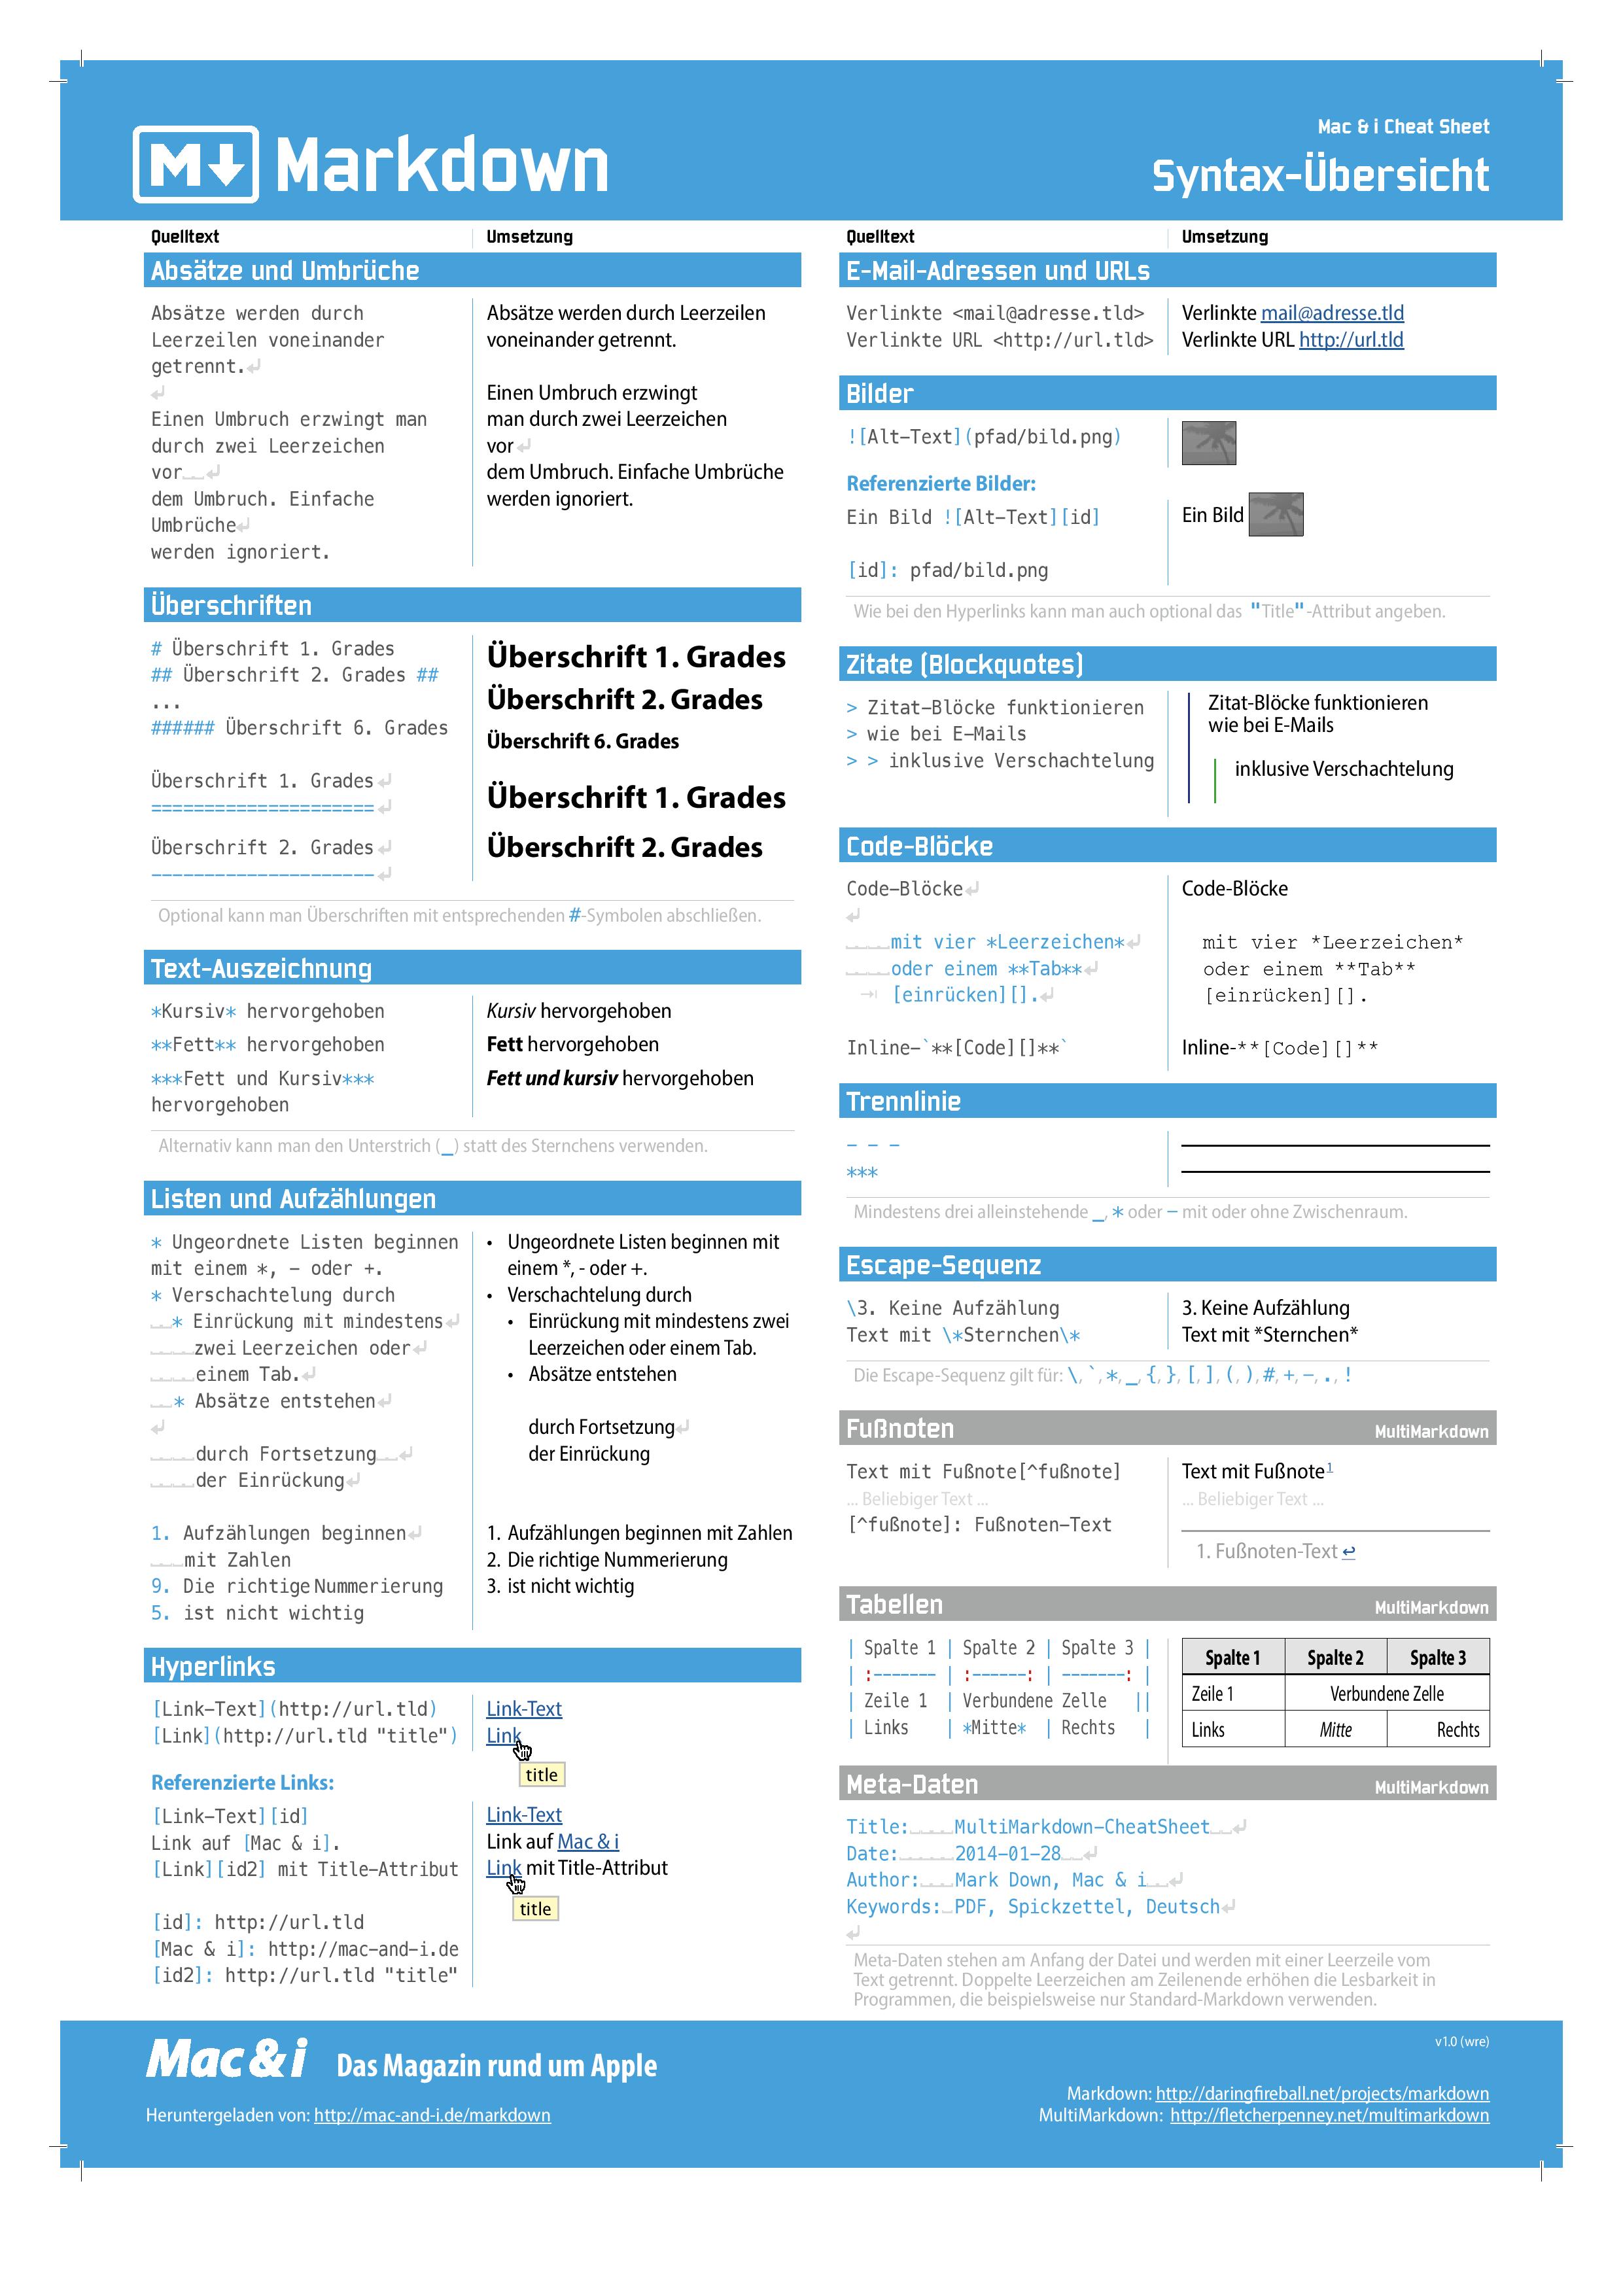 Mac & i Cheat Sheet
M Markdown
Syntax-Übersicht
Quelltext Umsetzung
Absätze und Umbrüche
Absätze werden durch
Leerzeilen voneinander
getrennt.↵
↵
Einen Umbruch erzwingt man
durch zwei Leerzeichen
vor  ↵
dem Umbruch. Einfache
Umbrüche↵
werden ignoriert.
Absätze werden durch Leerzeilen
voneinander getrennt.
Einen Umbruch erzwingt
man durch zwei Leerzeichen
vor↵
dem Umbruch. Einfache Umbrüche
werden ignoriert.
Überschriften
# Überschrift 1. Grades
## Überschrift 2. Grades ##
...
###### Überschrift 6. Grades
Überschrift 1. Grades↵
=====================↵
Überschrift 2. Grades↵
---------------------↵
Überschrift 1. Grades
Überschrift 2. Grades
Überschrift 6. Grades
Überschrift 1. Grades
Überschrift 2. Grades
Optional kann man Überschriften mit entsprechenden #-Symbolen abschließen.
Text-Auszeichnung
*Kursiv* hervorgehoben
**Fett** hervorgehoben
***Fett und Kursiv***
hervorgehoben
Kursiv hervorgehoben
Fett hervorgehoben
Fett und kursiv hervorgehoben
Alternativ kann man den Unterstrich (_) statt des Sternchens verwenden.
Listen und Aufzählungen
* Ungeordnete Listen beginnen
mit einem *, - oder +.
* Verschachtelung durch
  * Einrückung mit mindestens↵
    zwei Leerzeichen oder↵
    einem Tab.↵
  * Absätze entstehen↵
↵
    durch Fortsetzung  ↵
    der Einrückung↵
1. Aufzählungen beginnen↵
   mit Zahlen
9. Die richtige Nummerierung
5. ist nicht wichtig
• Ungeordnete Listen beginnen mit
einem *, - oder +.
• Verschachtelung durch
• Einrückung mit mindestens zwei
Leerzeichen oder einem Tab.
• Absätze entstehen
durch Fortsetzung↵
der Einrückung
1. Aufzählungen beginnen mit Zahlen
2. Die richtige Nummerierung
3. ist nicht wichtig
Hyperlinks
[Link-Text](http://url.tld)
[Link](http://url.tld "title")
Link-Text
Link
title
Referenzierte Links:
[Link-Text][id]
Link auf [Mac & i].
[Link][id2] mit Title-Attribut
[id]: http://url.tld
[Mac & i]: http://mac-and-i.de
[id2]: http://url.tld "title"
Link-Text
Link auf Mac & i
Link mit Title-Attribut
title
Quelltext Umsetzung
E-Mail-Adressen und URLs
Verlinkte <mail@adresse.tld>
Verlinkte URL <http://url.tld>
Verlinkte mail@adresse.tld
Verlinkte URL http://url.tld
Bilder
![Alt-Text](pfad/bild.png)
Referenzierte Bilder:
Ein Bild ![Alt-Text][id]
[id]: pfad/bild.png
Ein Bild
Wie bei den Hyperlinks kann man auch optional das "Title"-Attribut angeben.
Zitate (Blockquotes)
> Zitat-Blöcke funktionieren
> wie bei E-Mails
> > inklusive Verschachtelung
Zitat-Blöcke funktionieren
wie bei E-Mails
inklusive Verschachtelung
Code-Blöcke
Code-Blöcke↵
↵
    mit vier *Leerzeichen*↵
    oder einem **Tab**↵
⇥ [einrücken][].↵
Inline-`**[Code][]**`
Code-Blöcke
mit vier *Leerzeichen*
oder einem **Tab**
[einrücken][].
Inline-**[Code][]**
Trennlinie
- - -
***
Mindestens drei alleinstehende _, * oder - mit oder ohne Zwischenraum.
Escape-Sequenz
\3. Keine Aufzählung
Text mit \*Sternchen\*
3. Keine Aufzählung
Text mit *Sternchen*
Die Escape-Sequenz gilt für: \, `, *, _, {, }, [, ], (, ), #, +, -, ., !
Fußnoten MultiMarkdown
Text mit Fußnote[^fußnote]
... Beliebiger Text ...
[^fußnote]: Fußnoten-Text
Text mit Fußnote1
... Beliebiger Text ...
1. Fußnoten-Text ↩
Tabellen MultiMarkdown
| Spalte 1 | Spalte 2 | Spalte 3 |
| :------- | :------: | -------: |
| Zeile 1 | Verbundene Zelle ||
| Links | *Mitte* | Rechts |
Spalte 1 Spalte 2 Spalte 3
Zeile 1 Verbundene Zelle
Links Mitte Rechts
Meta-Daten MultiMarkdown
Title:    MultiMarkdown-CheatSheet  ↵
Date:     2014-01-28  ↵
Author:   Mark Down, Mac & i  ↵
Keywords: PDF, Spickzettel, Deutsch↵
↵
Meta-Daten stehen am Anfang der Datei und werden mit einer Leerzeile vom
Text getrennt. Doppelte Leerzeichen am Zeilenende erhöhen die Lesbarkeit in
Programmen, die beispielsweise nur Standard-Markdown verwenden.
Mac & i Das Magazin rund um Apple
Heruntergeladen von: http://mac-and-i.de/markdown
v1.0 (wre)
Markdown: http://daringfireball.net/projects/markdown
MultiMarkdown: http://fletcherpenney.net/multimarkdown